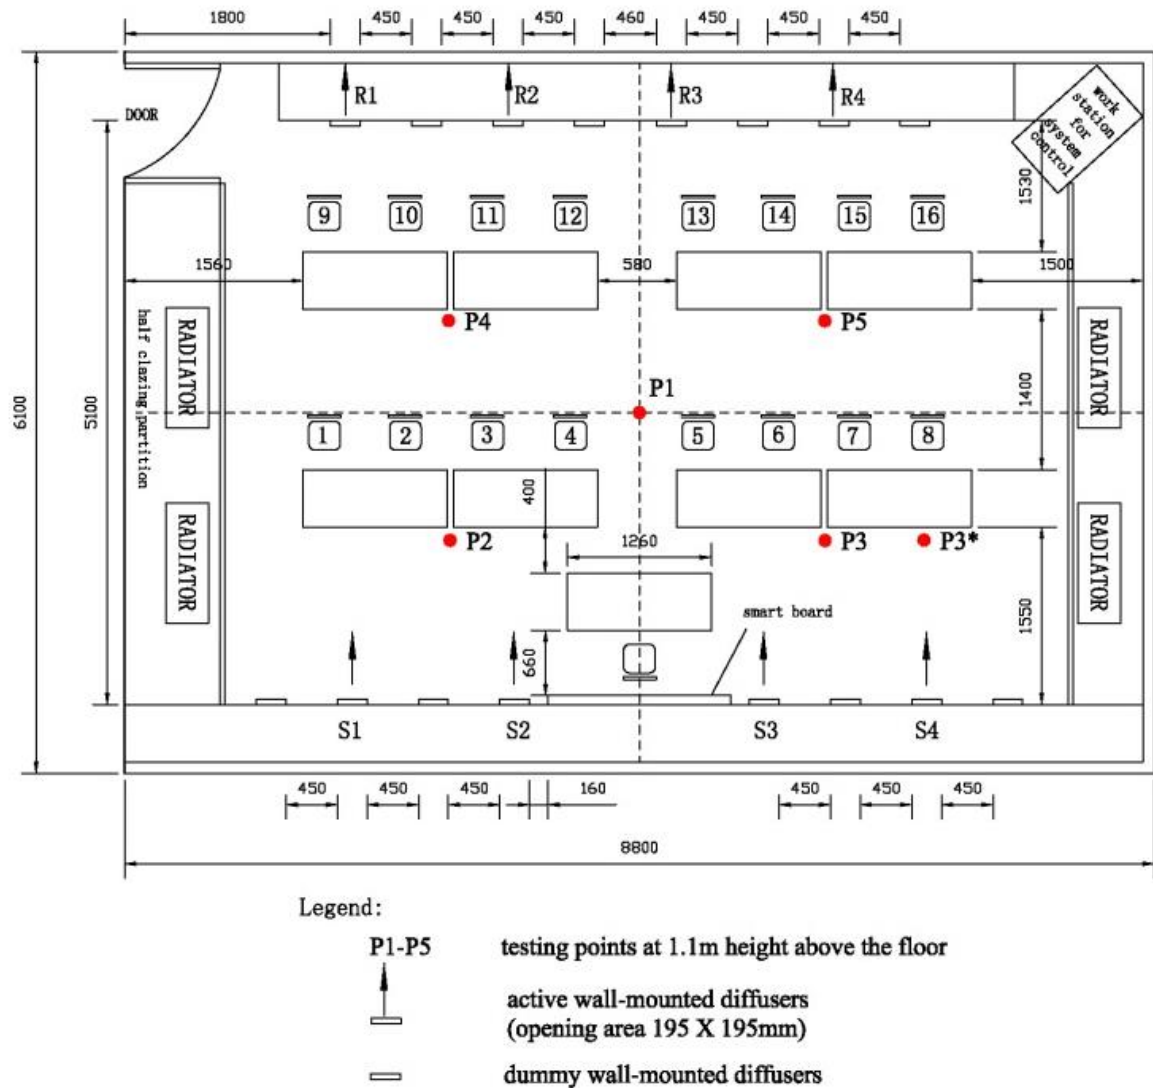 1800
450
450
450
460
450
450
450
R1
R2
R3
R4
DOOR
work
station
for
system
control
9
10
11
12
13
14
15
16
1530
1560
580
1500
P4
P5
RADIATOR
RADIATOR
half clazing partition
P1
6100
5100
1400
1
2
3
4
5
6
7
8
400
P2
P3
P3*
1260
RADIATOR
RADIATOR
smart board
1550
660
S1
S2
S3
S4
450
450
450
160
450
450
450
8800
Legend:
P1-P5 testing points at 1.1m height above the floor
active wall-mounted diffusers
(opening area 195 X 195mm)
dummy wall-mounted diffusers